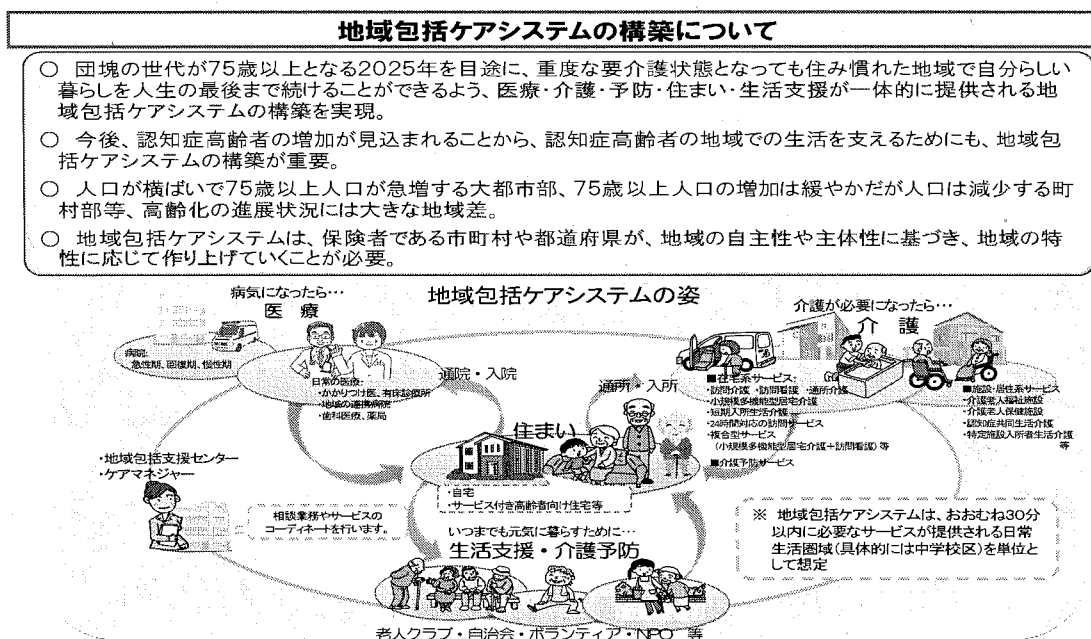 地域包括ケアシステムの構築について
○ 団塊の世代が75歳以上となる2025年を目途に、重度な要介護状態となっても住み慣れた地域で自分らしい
暮らしを人生の最後まで続けることができるよう、医療・介護・予防・住まい・生活支援が一体的に提供される地
域包括ケアシステムの構築を実現。
○ 今後、認知症高齢者の増加が見込まれることから、認知症高齢者の地域での生活を支えるためにも、地域包
括ケアシステムの構築が重要。
○ 人口が横ばいで75歳以上人口が急増する大都市部、75歳以上人口の増加は緩やかだが人口は減少する町
村部等、高齢化の進展状況には大きな地域差。
○ 地域包括ケアシステムは、保険者である市町村や都道府県が、地域の自主性や主体性に基づき、地域の特
性に応じて作り上げていくことが必要。
地域包括ケアシステムの姿
病気になったら…
医 療
病院:
急性期、回復期、慢性期
日常の医療:
・かかりつけ医、有床診療所
・地域の連携病院
・歯科医療、薬局
通院・入院
介護が必要になったら…
介 護
通所・入所
■在宅系サービス:
・訪問介護 ・訪問看護 ・通所介護
・小規模多機能型居宅介護
・短期入所生活介護
・24時間対応の訪問サービス
・複合型サービス
(小規模多機能型居宅介護+訪問看護) 等
■介護予防サービス
■施設・居住系サービス
・介護老人福祉施設
・介護老人保健施設
・認知症共同生活介護
・特定施設入所者生活介護
等
住まい
・自宅
・サービス付き高齢者向け住宅等
・地域包括支援センター
・ケアマネジャー
相談業務やサービスの
コーディネートを行います。
いつまでも元気に暮らすために…
生活支援・介護予防
老人クラブ・自治会・ボランティア・NPO 等
※ 地域包括ケアシステムは、おおむね30分
以内に必要なサービスが提供される日常
生活圏域(具体的には中学校区)を単位と
して想定